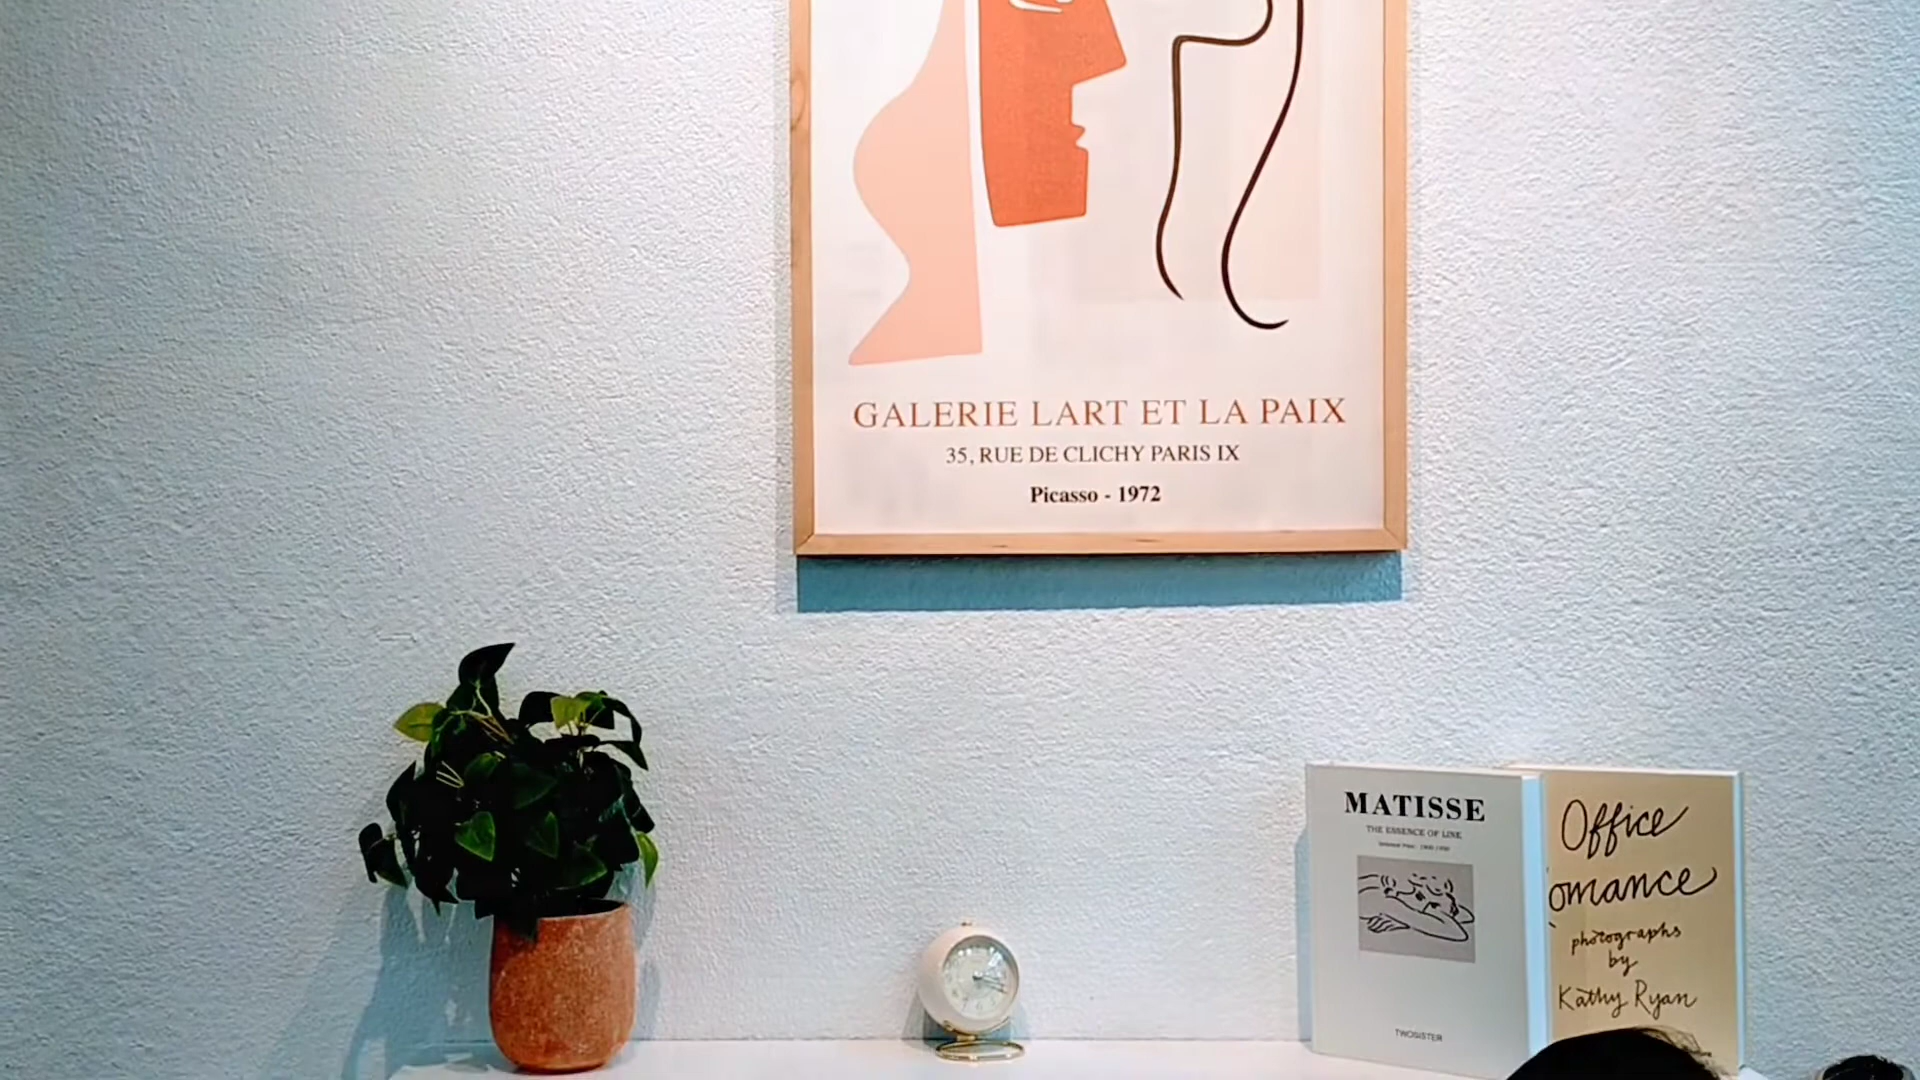 GALERIE LART ET LA PAIX
35, RUE DE CLICHY PARIS IX
Picasso - 1972
MATISSE
THE ESSENCE OF LINE
TWOSISTER
Office
omance
photographs
by
Kathy Ryan